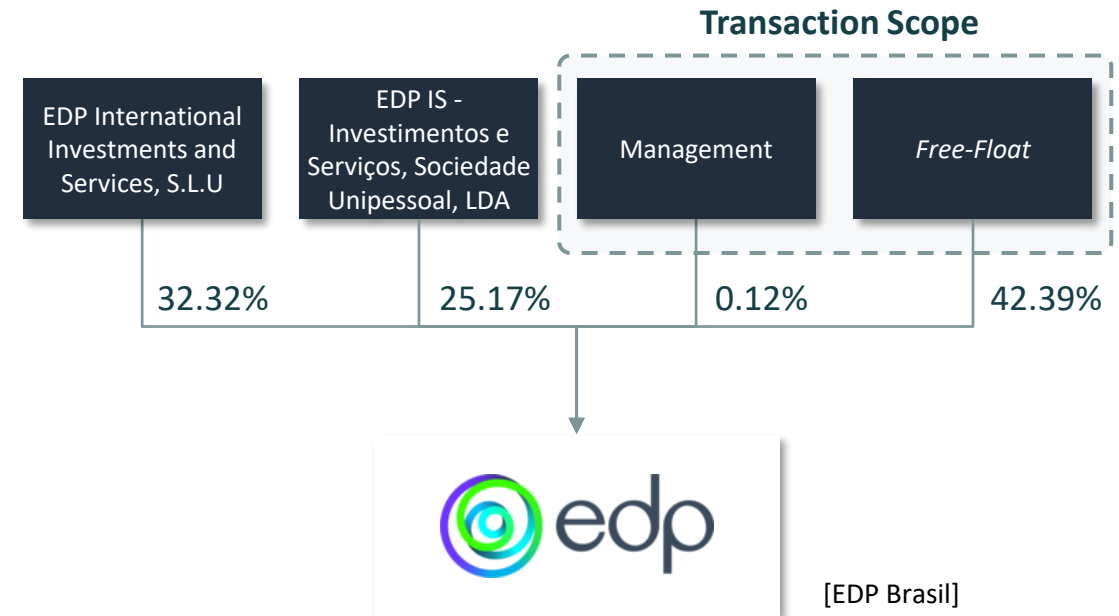 Transaction Scope
EDP International
Investments and
Services, S.L.U
EDP IS -
Investimentos e
Serviços, Sociedade
Unipessoal, LDA
Management
Free-Float
32.32%
25.17%
0.12%
42.39%
edp
[EDP Brasil]